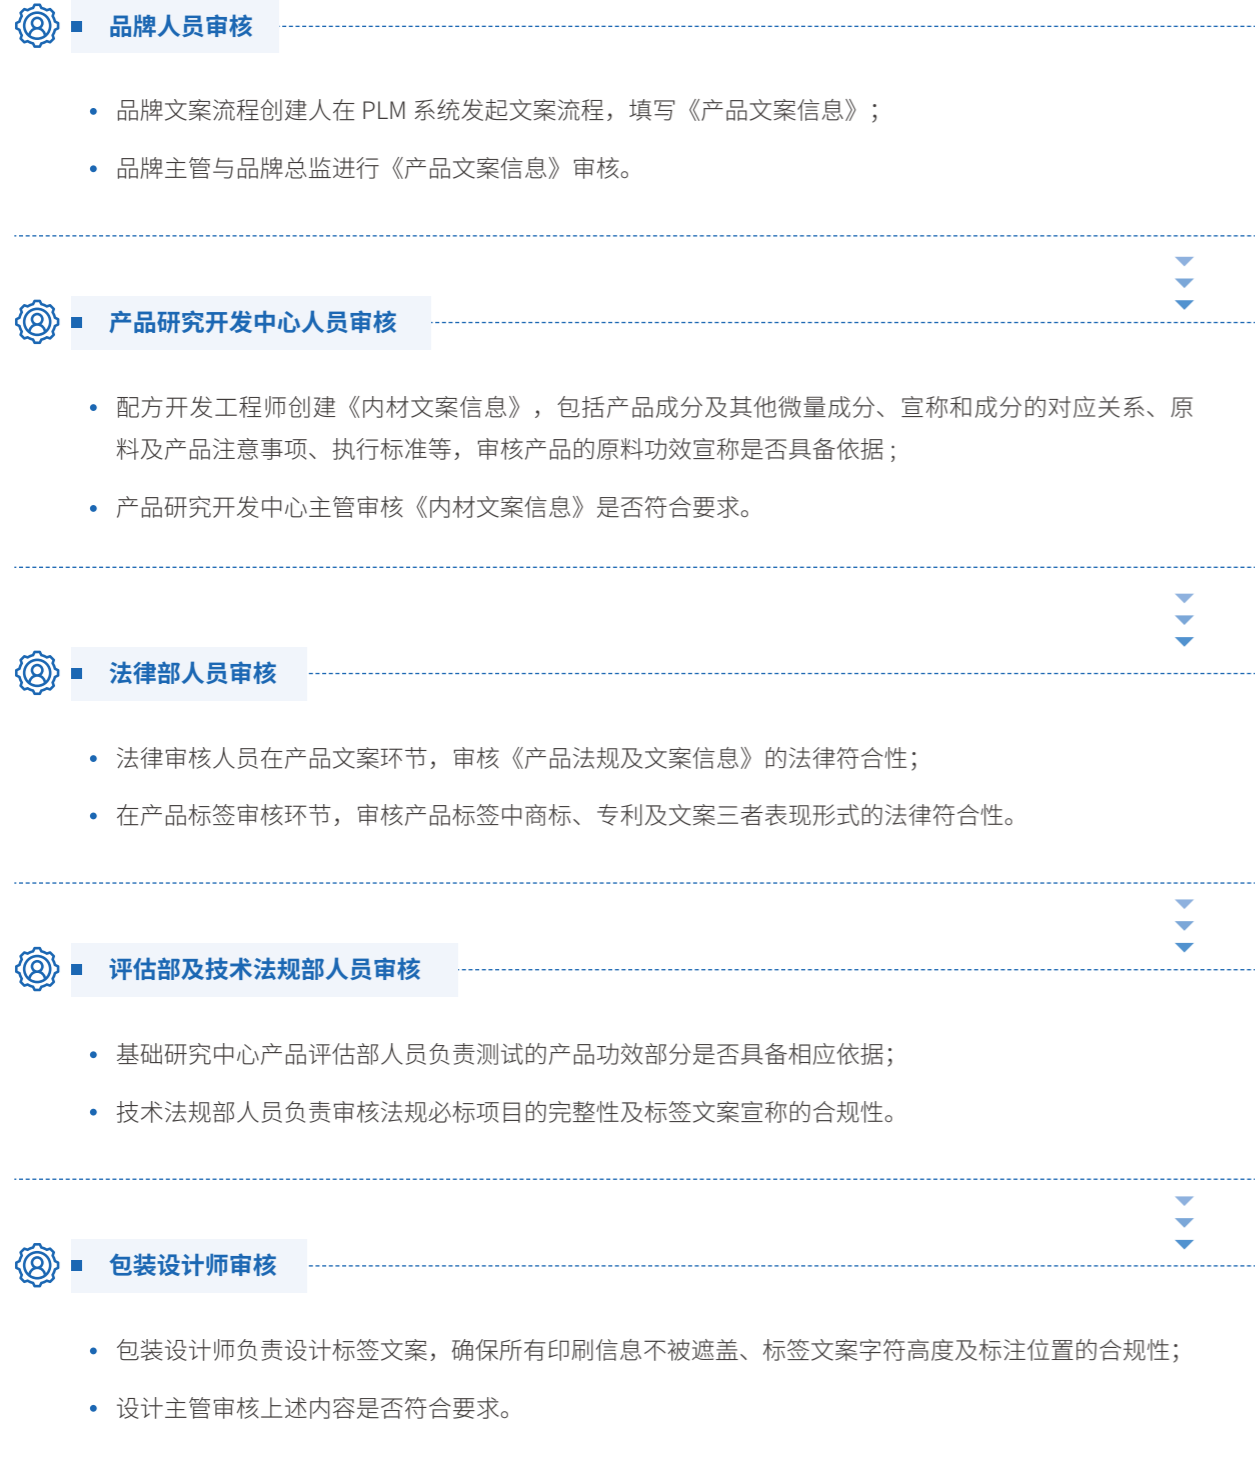 品牌人员审核
品牌文案流程创建人在 PLM 系统发起文案流程，填写《产品文案信息》；
品牌主管与品牌总监进行《产品文案信息》审核。
产品研究开发中心人员审核
配方开发工程师创建《内材文案信息》，包括产品成分及其他微量成分、宣称和成分的对应关系、原
料及产品注意事项、执行标准等，审核产品的原料功效宣称是否具备依据；
产品研究开发中心主管审核《内材文案信息》是否符合要求。
法律部人员审核
法律审核人员在产品文案环节，审核《产品法规及文案信息》的法律符合性；
在产品标签审核环节，审核产品标签中商标、专利及文案三者表现形式的法律符合性。
评估部及技术法规部人员审核
基础研究中心产品评估部人员负责测试的产品功效部分是否具备相应依据；
技术法规部人员负责审核法规必标项目的完整性及标签文案宣称的合规性。
包装设计师审核
包装设计师负责设计标签文案，确保所有印刷信息不被遮盖、标签文案字符高度及标注位置的合规性；
设计主管审核上述内容是否符合要求。